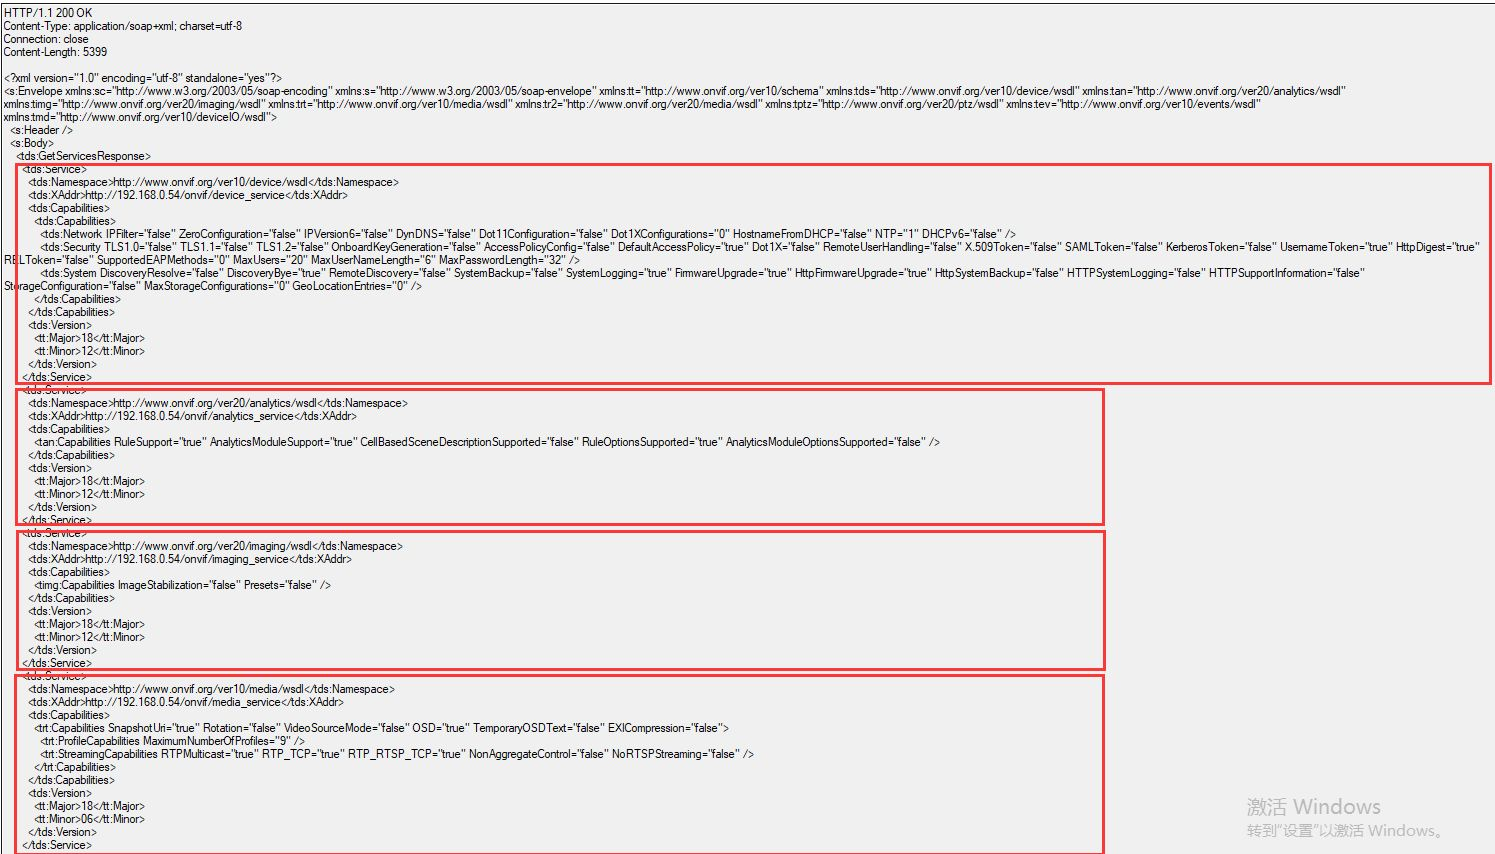 HTTP/1.1 200 OK
Content-Type: application/soap+xml; charset=utf-8
Connection: close
Content-Length: 5399
<?xml version="1.0" encoding="utf-8" standalone="yes"?>
<s:Envelope xmlns:sc="http://www.w3.org/2003/05/soap-encoding" xmlns:s="http://www.w3.org/2003/05/soap-envelope" xmlns:tt="http://www.onvif.org/ver10/schema" xmlns:tds="http://www.onvif.org/ver10/device/wsdl" xmlns:tan="http://www.onvif.org/ver20/analytics/wsdl"
xmlns:timg="http://www.onvif.org/ver20/imaging/wsdl" xmlns:trt="http://www.onvif.org/ver10/media/wsdl" xmlns:tr2="http://www.onvif.org/ver20/media/wsdl" xmlns:tptz="http://www.onvif.org/ver20/ptz/wsdl" xmlns:tev="http://www.onvif.org/ver10/events/wsdl"
xmlns:tmd="http://www.onvif.org/ver10/deviceIO/wsdl">
<s:Header />
<s:Body>
<tds:GetServicesResponse>
<tds:Service>
<tds:Namespace>http://www.onvif.org/ver10/device/wsdl</tds:Namespace>
<tds:XAddr>http://192.168.0.54/onvif/device_service</tds:XAddr>
<tds:Capabilities>
<tds:Capabilities>
<tds:Network IPFilter="false" ZeroConfiguration="false" IPVersion6="false" DynDNS="false" Dot11Configuration="false" Dot1XConfigurations="0" HostnameFromDHCP="false" NTP="1" DHCPv6="false" />
<tds:Security TLS1.0="false" TLS1.1="false" TLS1.2="false" OnboardKeyGeneration="false" AccessPolicyConfig="false" DefaultAccessPolicy="true" Dot1X="false" RemoteUserHandling="false" X.509Token="false" SAMLToken="false" KerberosToken="false" UsernameToken="true" HttpDigest="true"
RELToken="false" SupportedEAPMethods="0" MaxUsers="20" MaxUserNameLength="6" MaxPasswordLength="32" />
<tds:System DiscoveryResolve="false" DiscoveryBye="true" RemoteDiscovery="false" SystemBackup="false" SystemLogging="true" FirmwareUpgrade="true" HttpFirmwareUpgrade="true" HttpSystemBackup="false" HTTPSystemLogging="false" HTTPSupportInformation="false"
StorageConfiguration="false" MaxStorageConfigurations="0" GeoLocationEntries="0" />
</tds:Capabilities>
</tds:Capabilities>
<tds:Version>
<tt:Major>18</tt:Major>
<tt:Minor>12</tt:Minor>
</tds:Version>
</tds:Service>
<tds:Service>
<tds:Namespace>http://www.onvif.org/ver20/analytics/wsdl</tds:Namespace>
<tds:XAddr>http://192.168.0.54/onvif/analytics_service</tds:XAddr>
<tds:Capabilities>
<tan:Capabilities RuleSupport="true" AnalyticsModuleSupport="true" CellBasedSceneDescriptionSupported="false" RuleOptionsSupported="true" AnalyticsModuleOptionsSupported="false" />
</tds:Capabilities>
<tds:Version>
<tt:Major>18</tt:Major>
<tt:Minor>12</tt:Minor>
</tds:Version>
</tds:Service>
<tds:Service>
<tds:Namespace>http://www.onvif.org/ver20/imaging/wsdl</tds:Namespace>
<tds:XAddr>http://192.168.0.54/onvif/imaging_service</tds:XAddr>
<tds:Capabilities>
<timg:Capabilities ImageStabilization="false" Presets="false" />
</tds:Capabilities>
<tds:Version>
<tt:Major>18</tt:Major>
<tt:Minor>12</tt:Minor>
</tds:Version>
</tds:Service>
<tds:Service>
<tds:Namespace>http://www.onvif.org/ver10/media/wsdl</tds:Namespace>
<tds:XAddr>http://192.168.0.54/onvif/media_service</tds:XAddr>
<tds:Capabilities>
<trt:Capabilities SnapshotUri="true" Rotation="false" VideoSourceMode="false" OSD="true" TemporaryOSDText="false" EXICompression="false">
<trt:ProfileCapabilities MaximumNumberOfProfiles="9" />
<trt:StreamingCapabilities RTPMulticast="true" RTP_TCP="true" RTP_RTSP_TCP="true" NonAggregateControl="false" NoRTSPStreaming="false" />
</trt:Capabilities>
</tds:Capabilities>
<tds:Version>
<tt:Major>18</tt:Major>
<tt:Minor>06</tt:Minor>
</tds:Version>
</tds:Service>
激活 Windows
转到"设置"以激活 Windows。